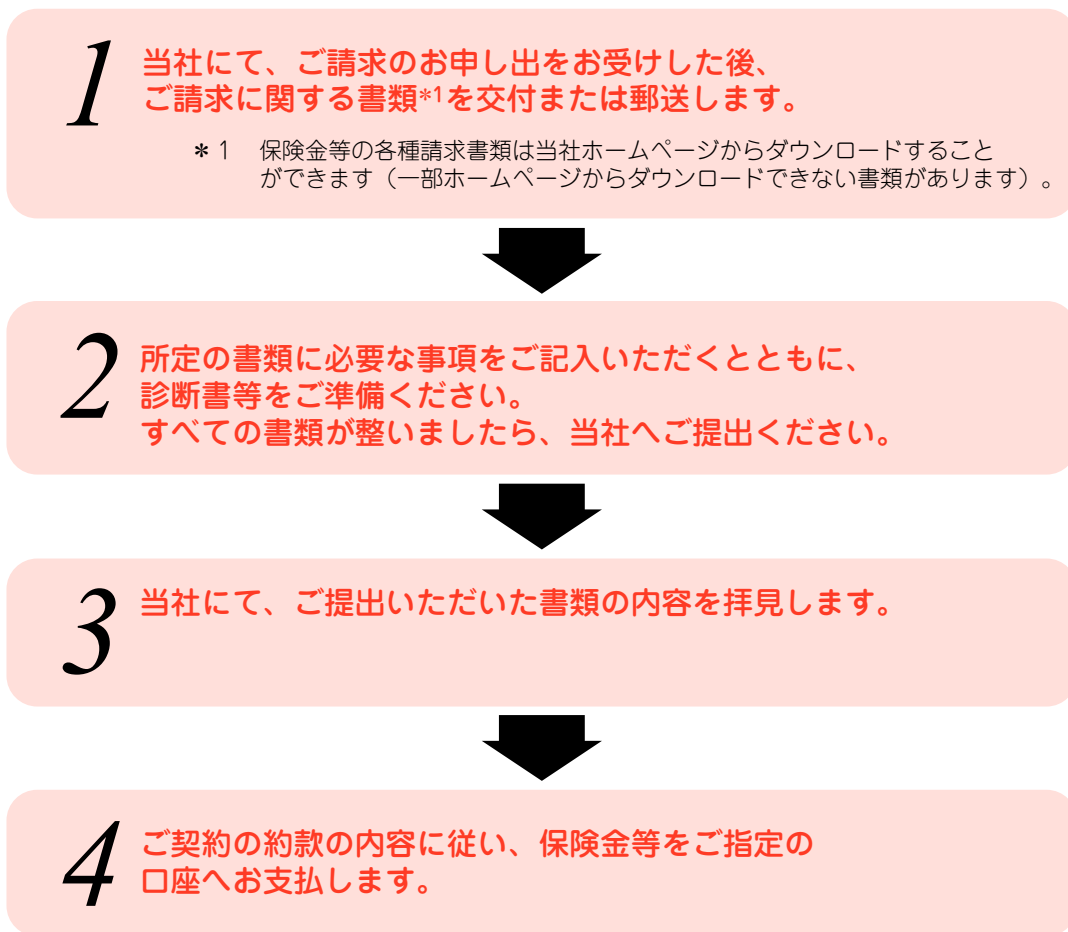 1
当社にて、ご請求のお申し出をお受けした後、
ご請求に関する書類*1を交付または郵送します。
＊1　保険金等の各種請求書類は当社ホームページからダウンロードすること
ができます（一部ホームページからダウンロードできない書類があります）。
2
所定の書類に必要な事項をご記入いただくとともに、
診断書等をご準備ください。
すべての書類が整いましたら、当社へご提出ください。
3
当社にて、ご提出いただいた書類の内容を拝見します。
4
ご契約の約款の内容に従い、保険金等をご指定の
口座へお支払します。